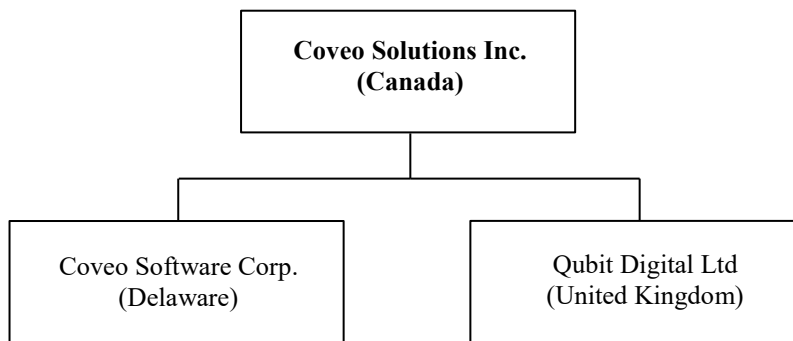 Coveo Solutions Inc.
(Canada)
Coveo Software Corp.
(Delaware)
Qubit Digital Ltd
(United Kingdom)